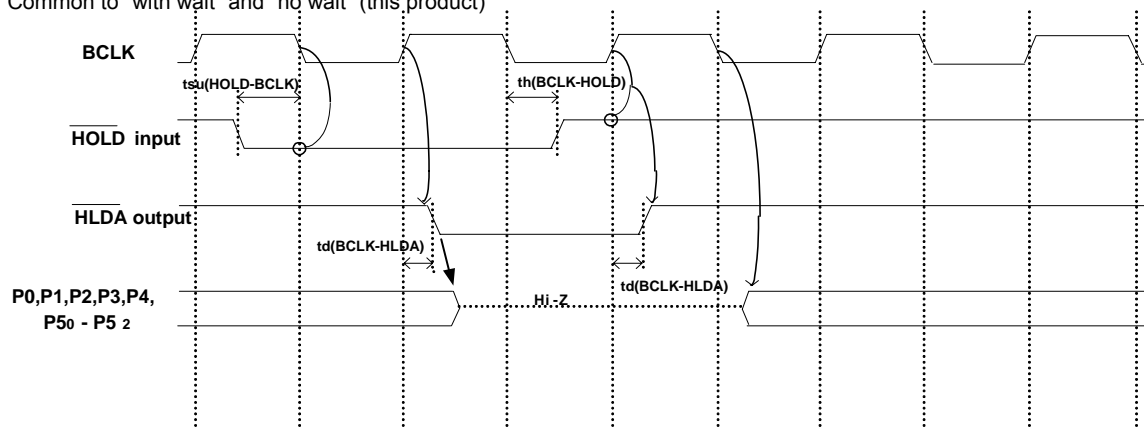 Common to "with wait" and "no wait" (this product)
BCLK
tsu(HOLD-BCLK)
th(BCLK-HOLD)
HOLD input
HLDA output
td(BCLK-HLDA)
td(BCLK-HLDA)
P0,P1,P2,P3,P4,
P50 - P5 2
Hi -Z